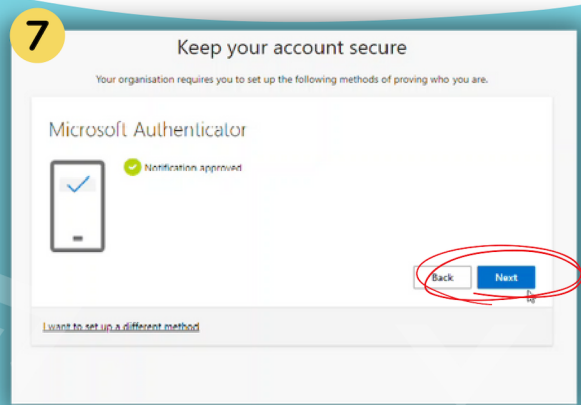 7
Keep your account secure
Your organisation requires you to set up the following methods of proving who you are.
Microsoft Authenticator
Notification approved
Back
Next
I want to set up a different method